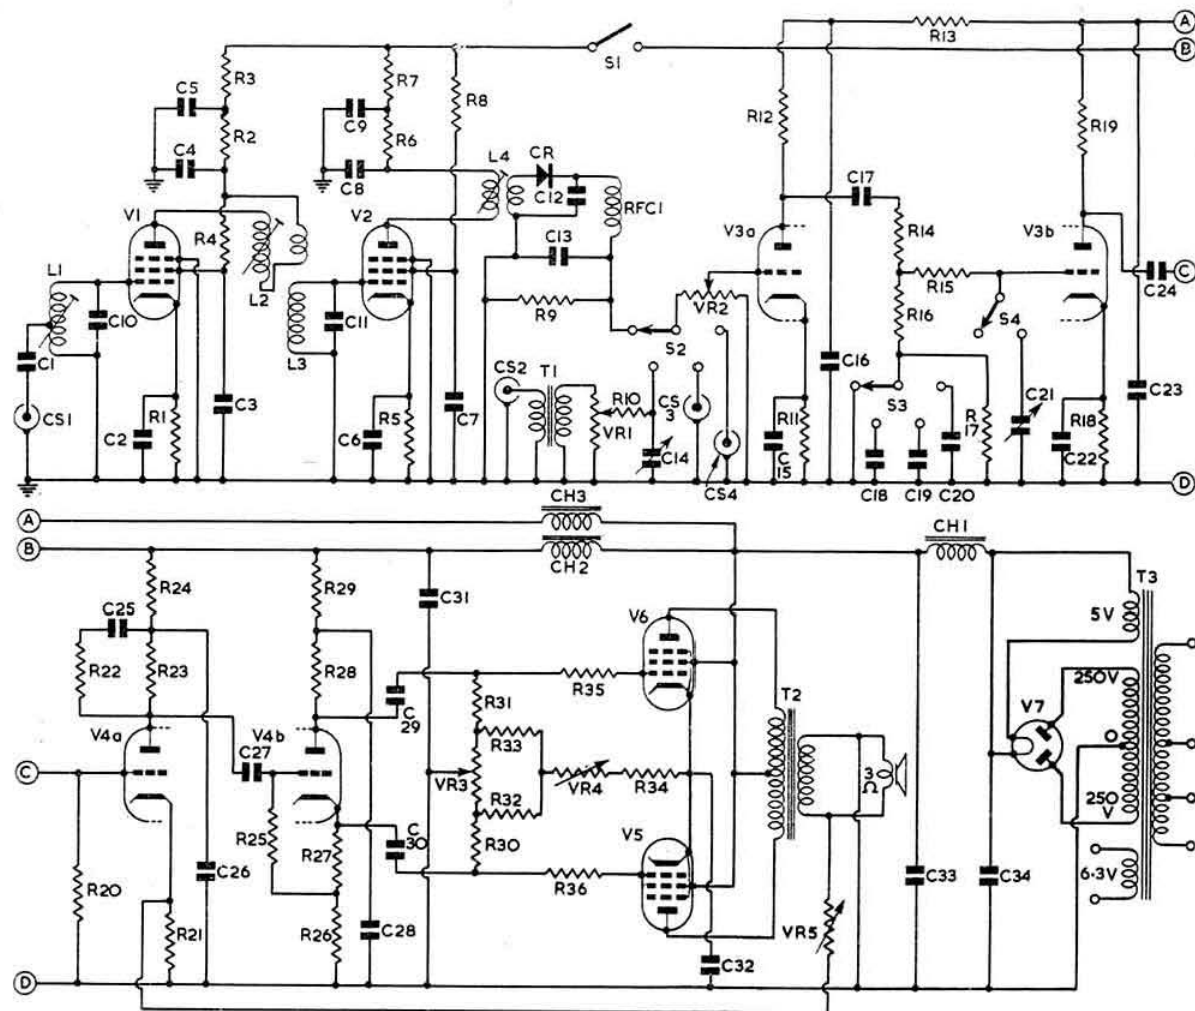 R3
R7
R8
S1
R13
A
B
C5
C4
R2
C9
C8
R6
L4
CR
C12
RFC1
R12
R19
C17
V1
R4
V2
V3a
V3b
R14
L1
L2
C13
R15
C24
C
C10
C11
R9
VR2
R16
S4
C1
L3
S2
C16
CS1
C2
R1
C3
C6
R5
C7
CS2
T1
R10
VR1
C14
CS
3
CS4
R11
C
15
S3
C18
C19
C20
R
17
C21
C22
R18
C23
D
A
B
CH3
CH2
CH1
T3
R24
R29
C31
5V
C25
R22
R23
R28
V6
R35
T2
250V
V7
O
250
V
6·3V
V4a
V4b
C
29
R31
R33
C
C27
VR3
VR4
R34
R32
3
Ω
R25
R27
C
30
R30
V5
R36
R20
R21
C26
R26
C28
C32
VR5
C33
C34
D